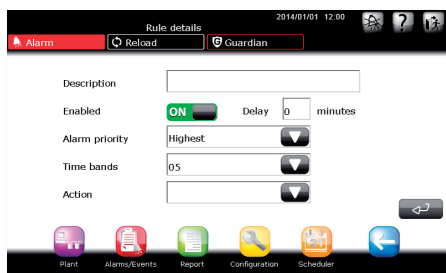 Rule details
2014/01/01 12:00
?
Alarm
Reload
G Guardian
Description
Enabled ON Delay 0 minutes
Alarm priority Highest
Time bands 05
Action
Plant Alarms/Events Report Configuration Scheduler